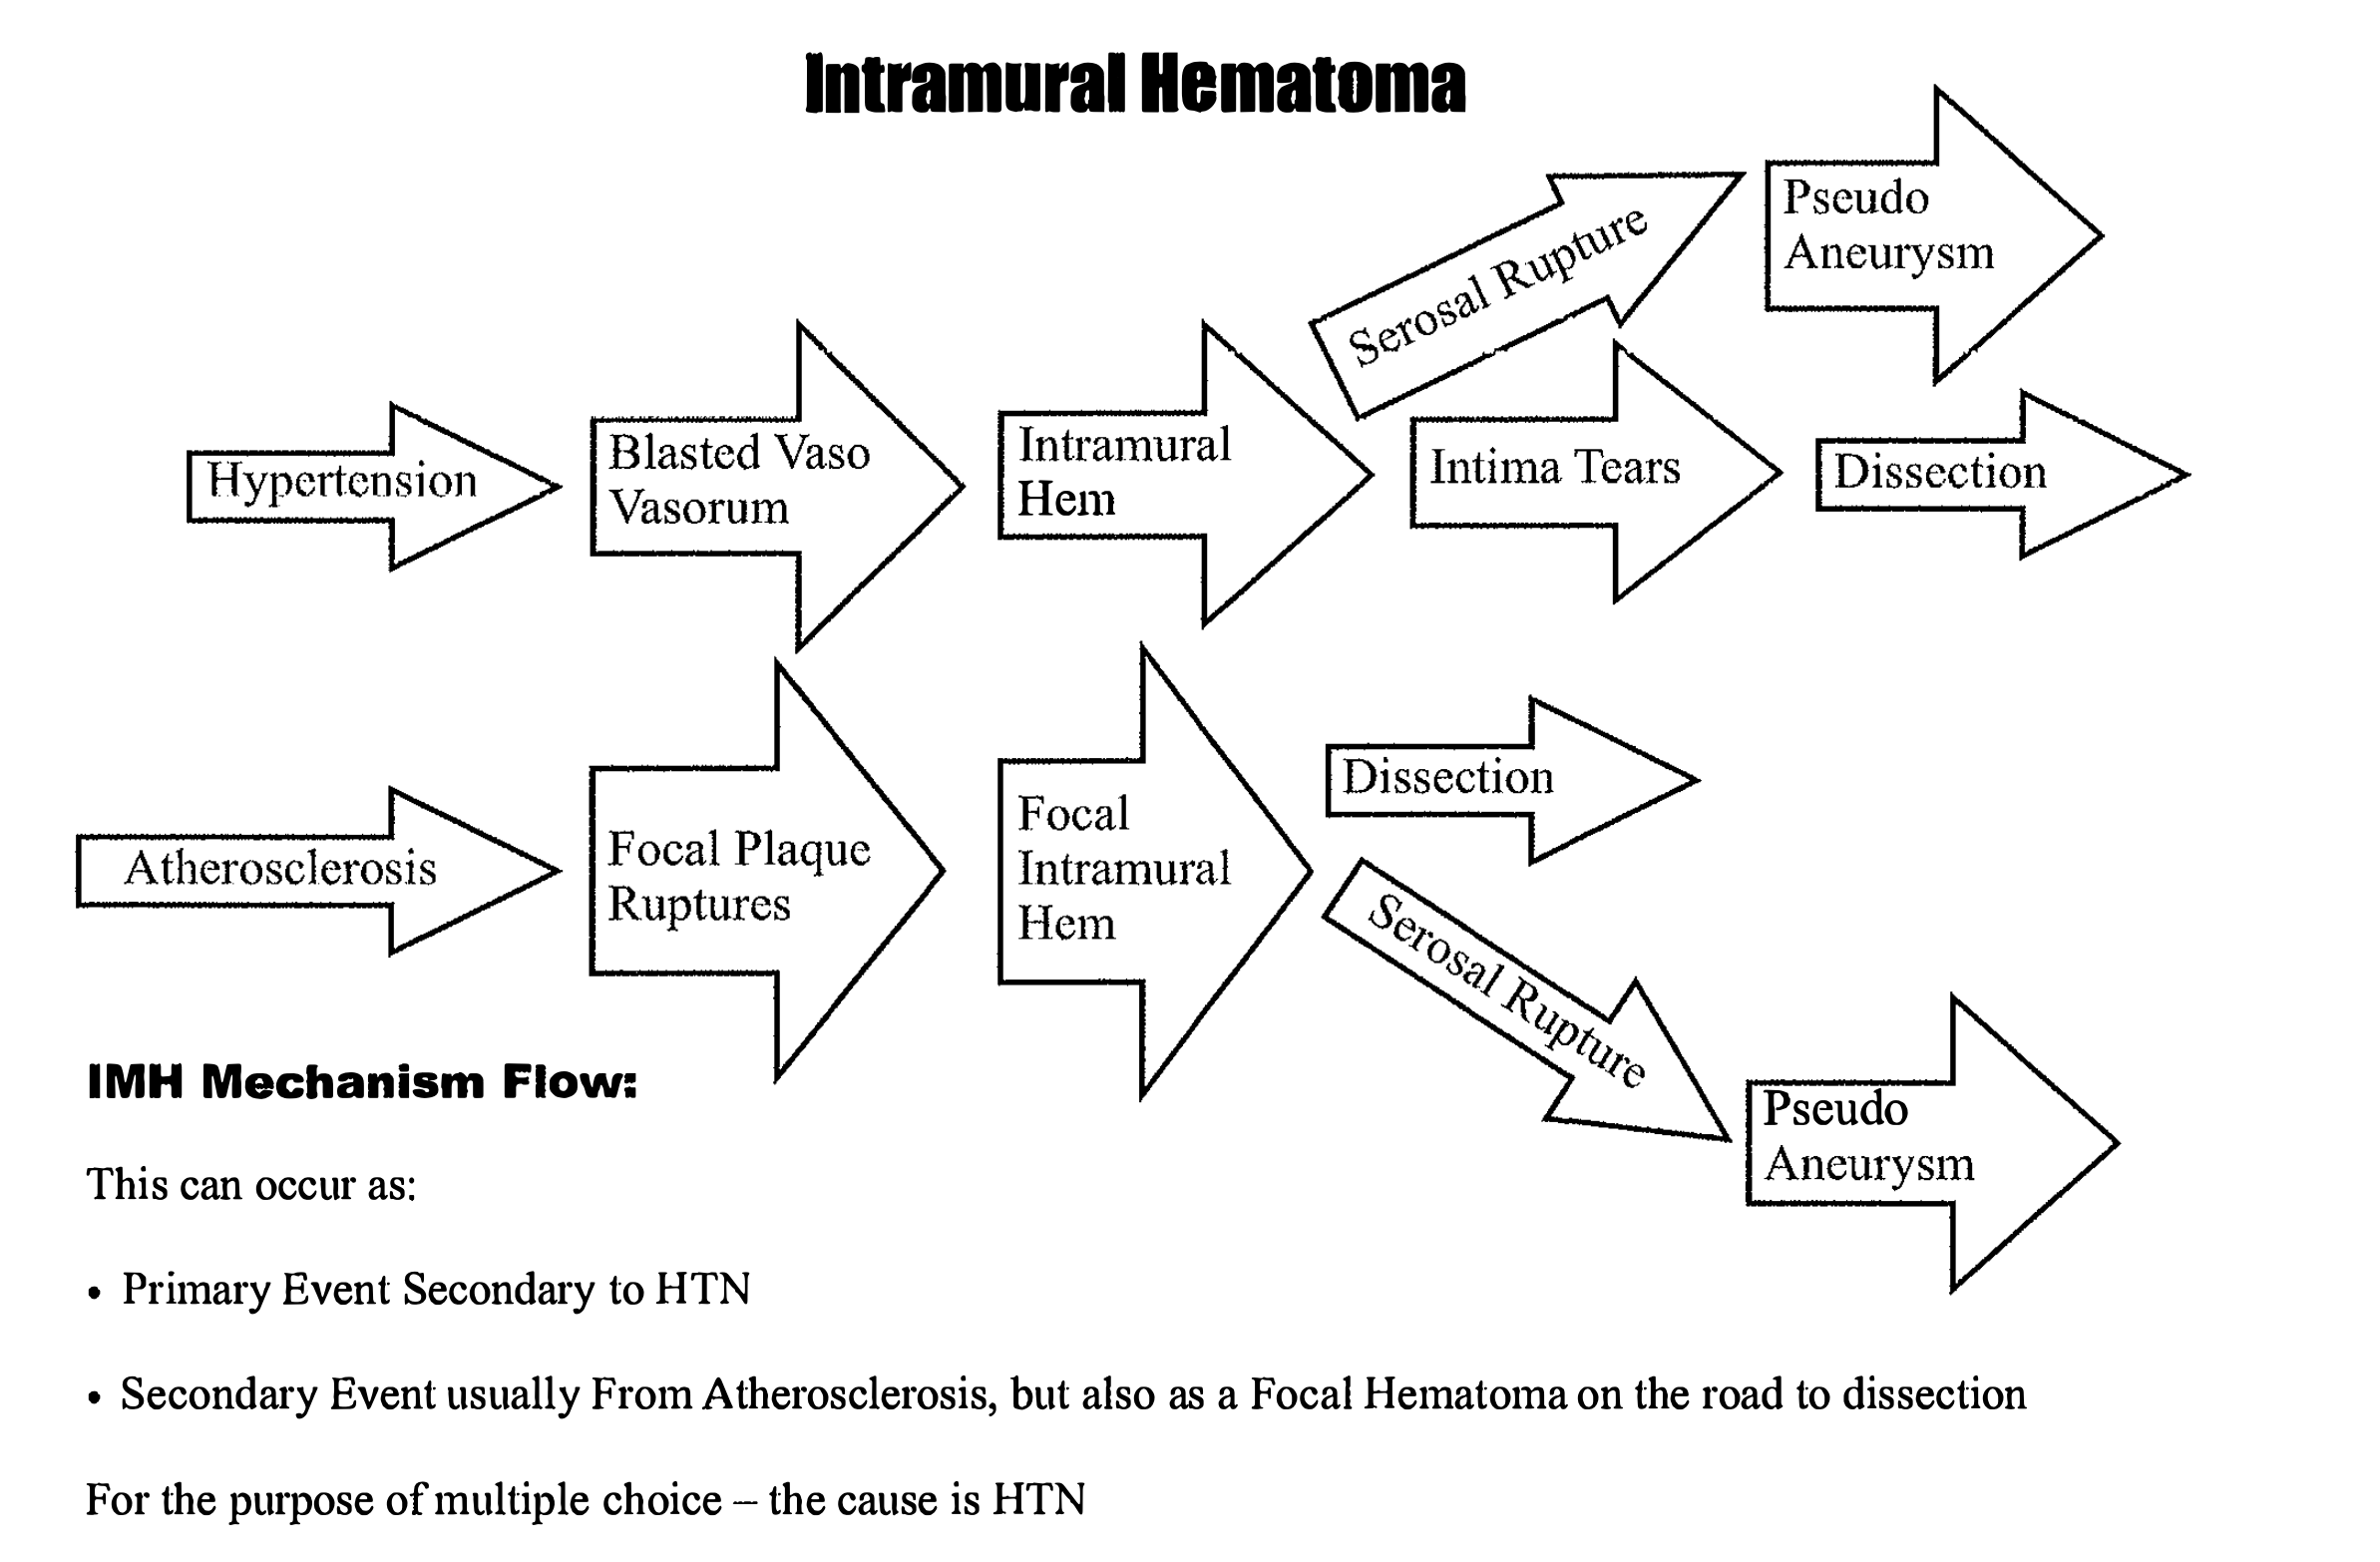 Intramural Hematoma
Serosal Rupture
Pseudo
Aneurysm
Hypertension
Blasted Vaso
Vasorum
Intramural
Hem
Intima Tears
Dissection
Atherosclerosis
Focal Plaque
Ruptures
Focal
Intramural
Hem
Dissection
Serosal Rupture
Pseudo
Aneurysm
IMH Mechanism Flow:
This can occur as:
• Primary Event Secondary to HTN
• Secondary Event usually From Atherosclerosis, but also as a Focal Hematoma on the road to dissection
For the purpose of multiple choice – the cause is HTN